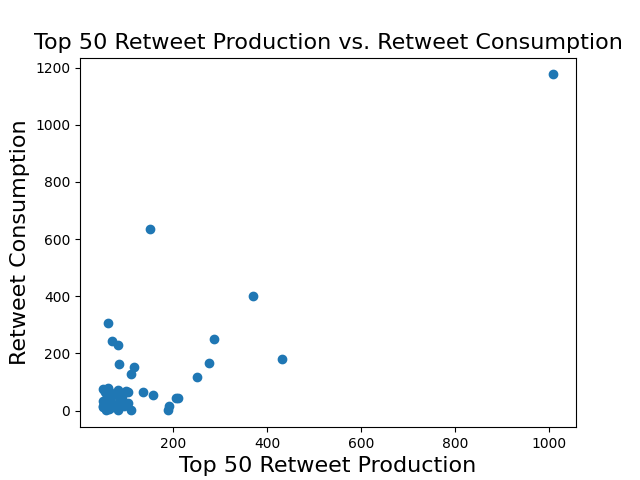 Top 50 Retweet Production vs. Retweet Consumption
1200
1000
800
600
400
200
0
Retweet Consumption
200 400 600 800 1000
Top 50 Retweet Production